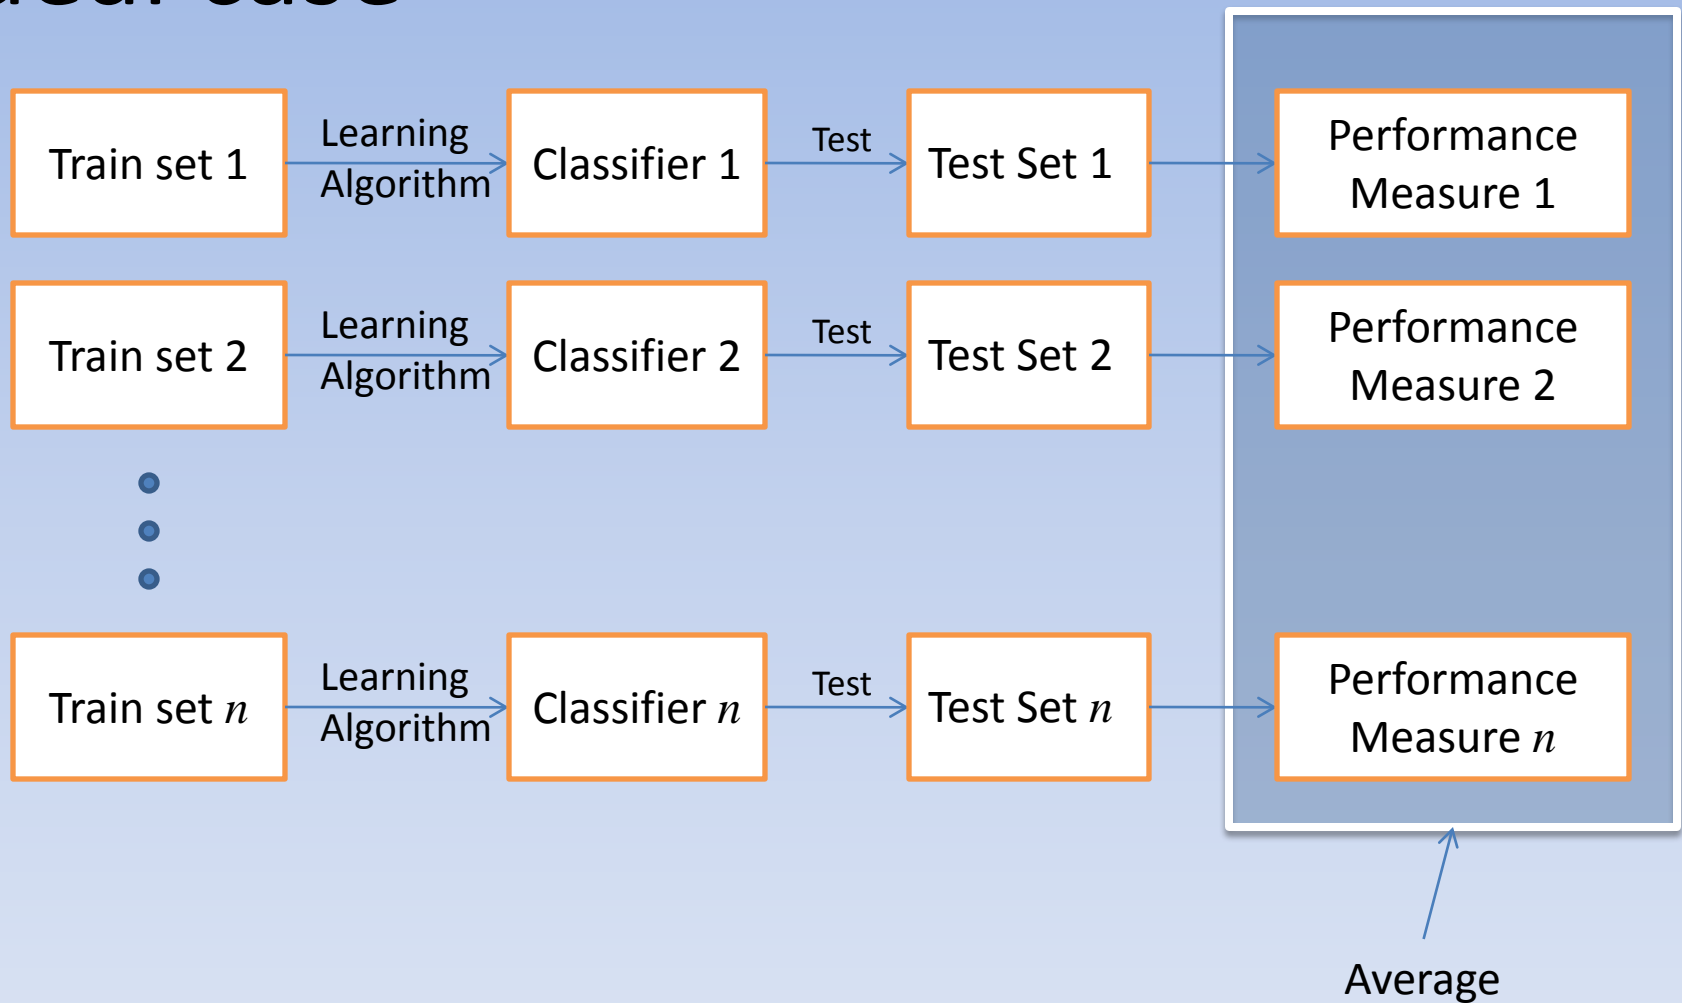 Train set 1
Learning
Algorithm
Classifier 1
Test
Test Set 1
Performance
Measure 1
Train set 2
Learning
Algorithm
Classifier 2
Test
Test Set 2
Performance
Measure 2
Train set n
Learning
Algorithm
Classifier n
Test
Test Set n
Performance
Measure n
Average